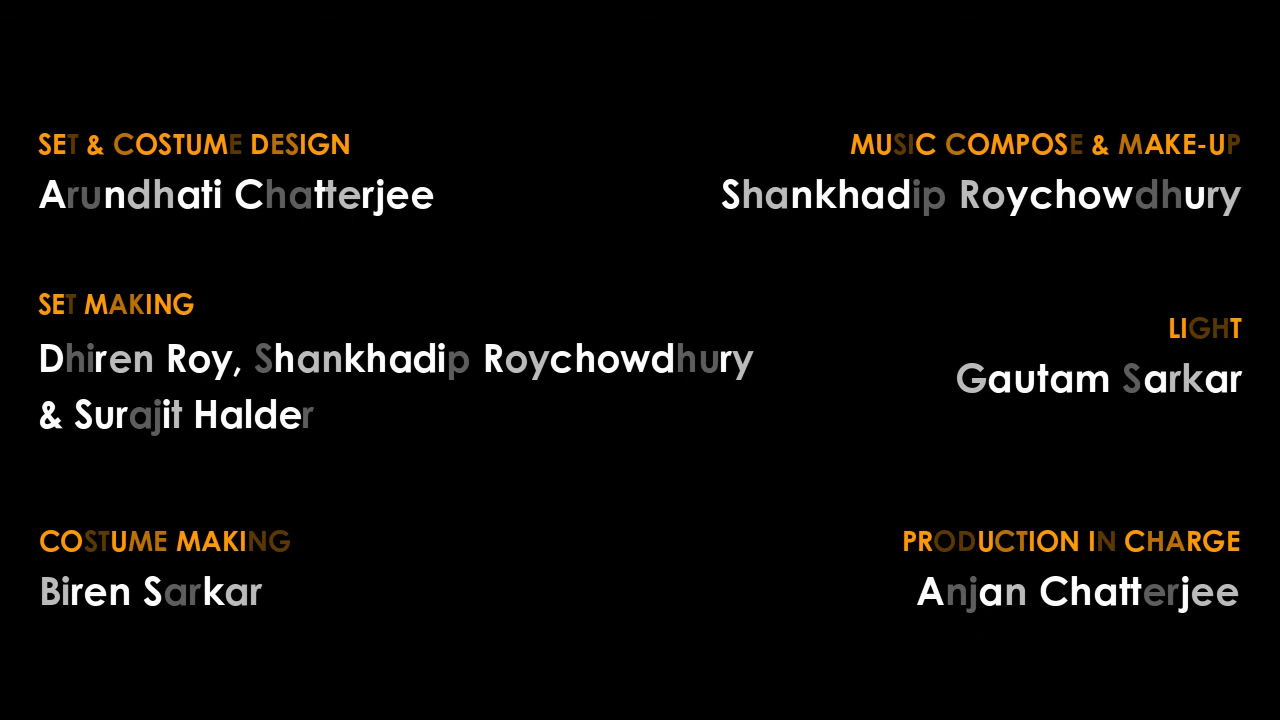 SET & COSTUME DESIGN
Arundhati Chatterjee
MUSIC COMPOSE & MAKE-UP
Shankhadip Roychowdhury
SET MAKING
Dhiren Roy, Shankhadip Roychowdhury
& Surajit Halder
LIGHT
Gautam Sarkar
COSTUME MAKING
Biren Sarkar
PRODUCTION IN CHARGE
Anjan Chatterjee